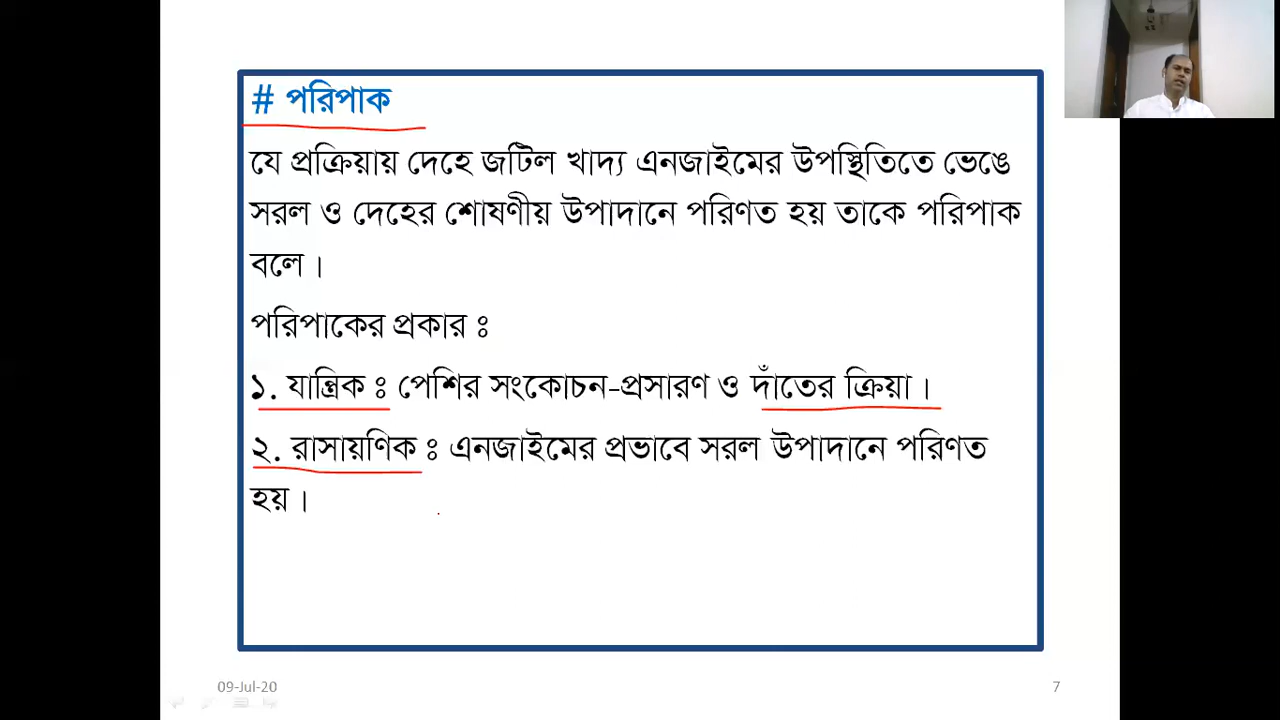 # পরিপাক
যে প্রক্রিয়ায় দেহে জটিল খাদ্য এনজাইমের উপস্থিতিতে ভেঙে
সরল ও দেহের শোষণীয় উপাদানে পরিণত হয় তাকে পরিপাক
বলে।
পরিপাকের প্রকার ঃ
১. যান্ত্রিক ঃ পেশির সংকোচন-প্রসারণ ও দাঁতের ক্রিয়া।
২. রাসায়ণিক ঃ এনজাইমের প্রভাবে সরল উপাদানে পরিণত
হয়।
09-Jul-20
7